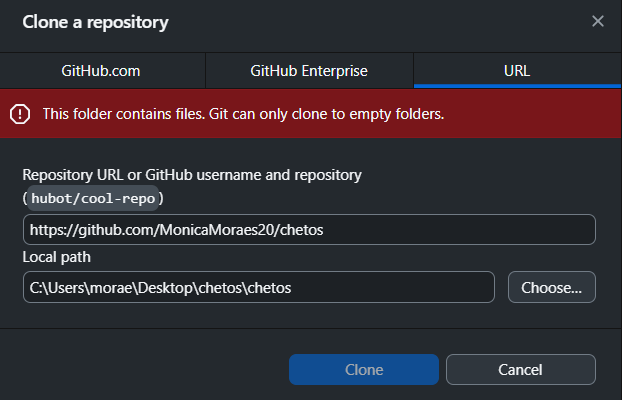 Clone a repository
GitHub.com
GitHub Enterprise
URL
This folder contains files. Git can only clone to empty folders.
Repository URL or GitHub username and repository
(hubot/cool-repo)
https://github.com/MonicaMoraes20/chetos
Local path
C:\Users\morae\Desktop\chetos\chetos
Choose...
Clone
Cancel